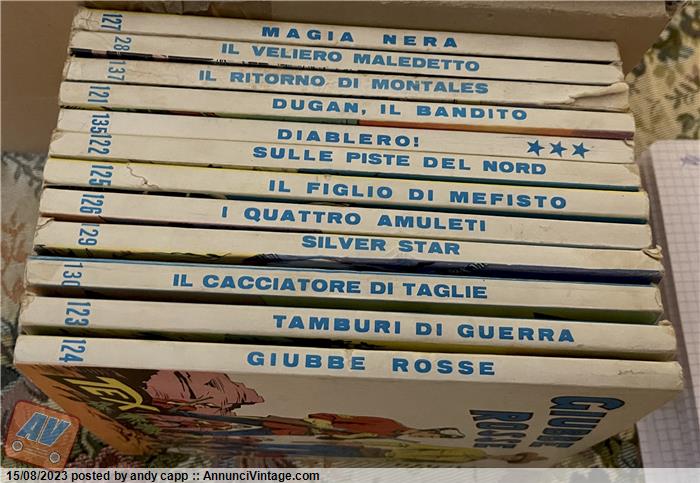 127 MAGIA NERA
28 IL VELIERO MALEDETTO
137 IL RITORNO DI MONTALES
121 DUGAN, IL BANDITO
135 DIABLERO! ★★★
122 SULLE PISTE DEL NORD
125 IL FIGLIO DI MEFISTO
126 I QUATTRO AMULETI
129 SILVER STAR
130 IL CACCIATORE DI TAGLIE
123 TAMBURI DI GUERRA
124 GIUBBE ROSSE
TEX
GIUBBE
ROSSE
AV
15/08/2023 posted by andy capp :: AnnunciVintage.com